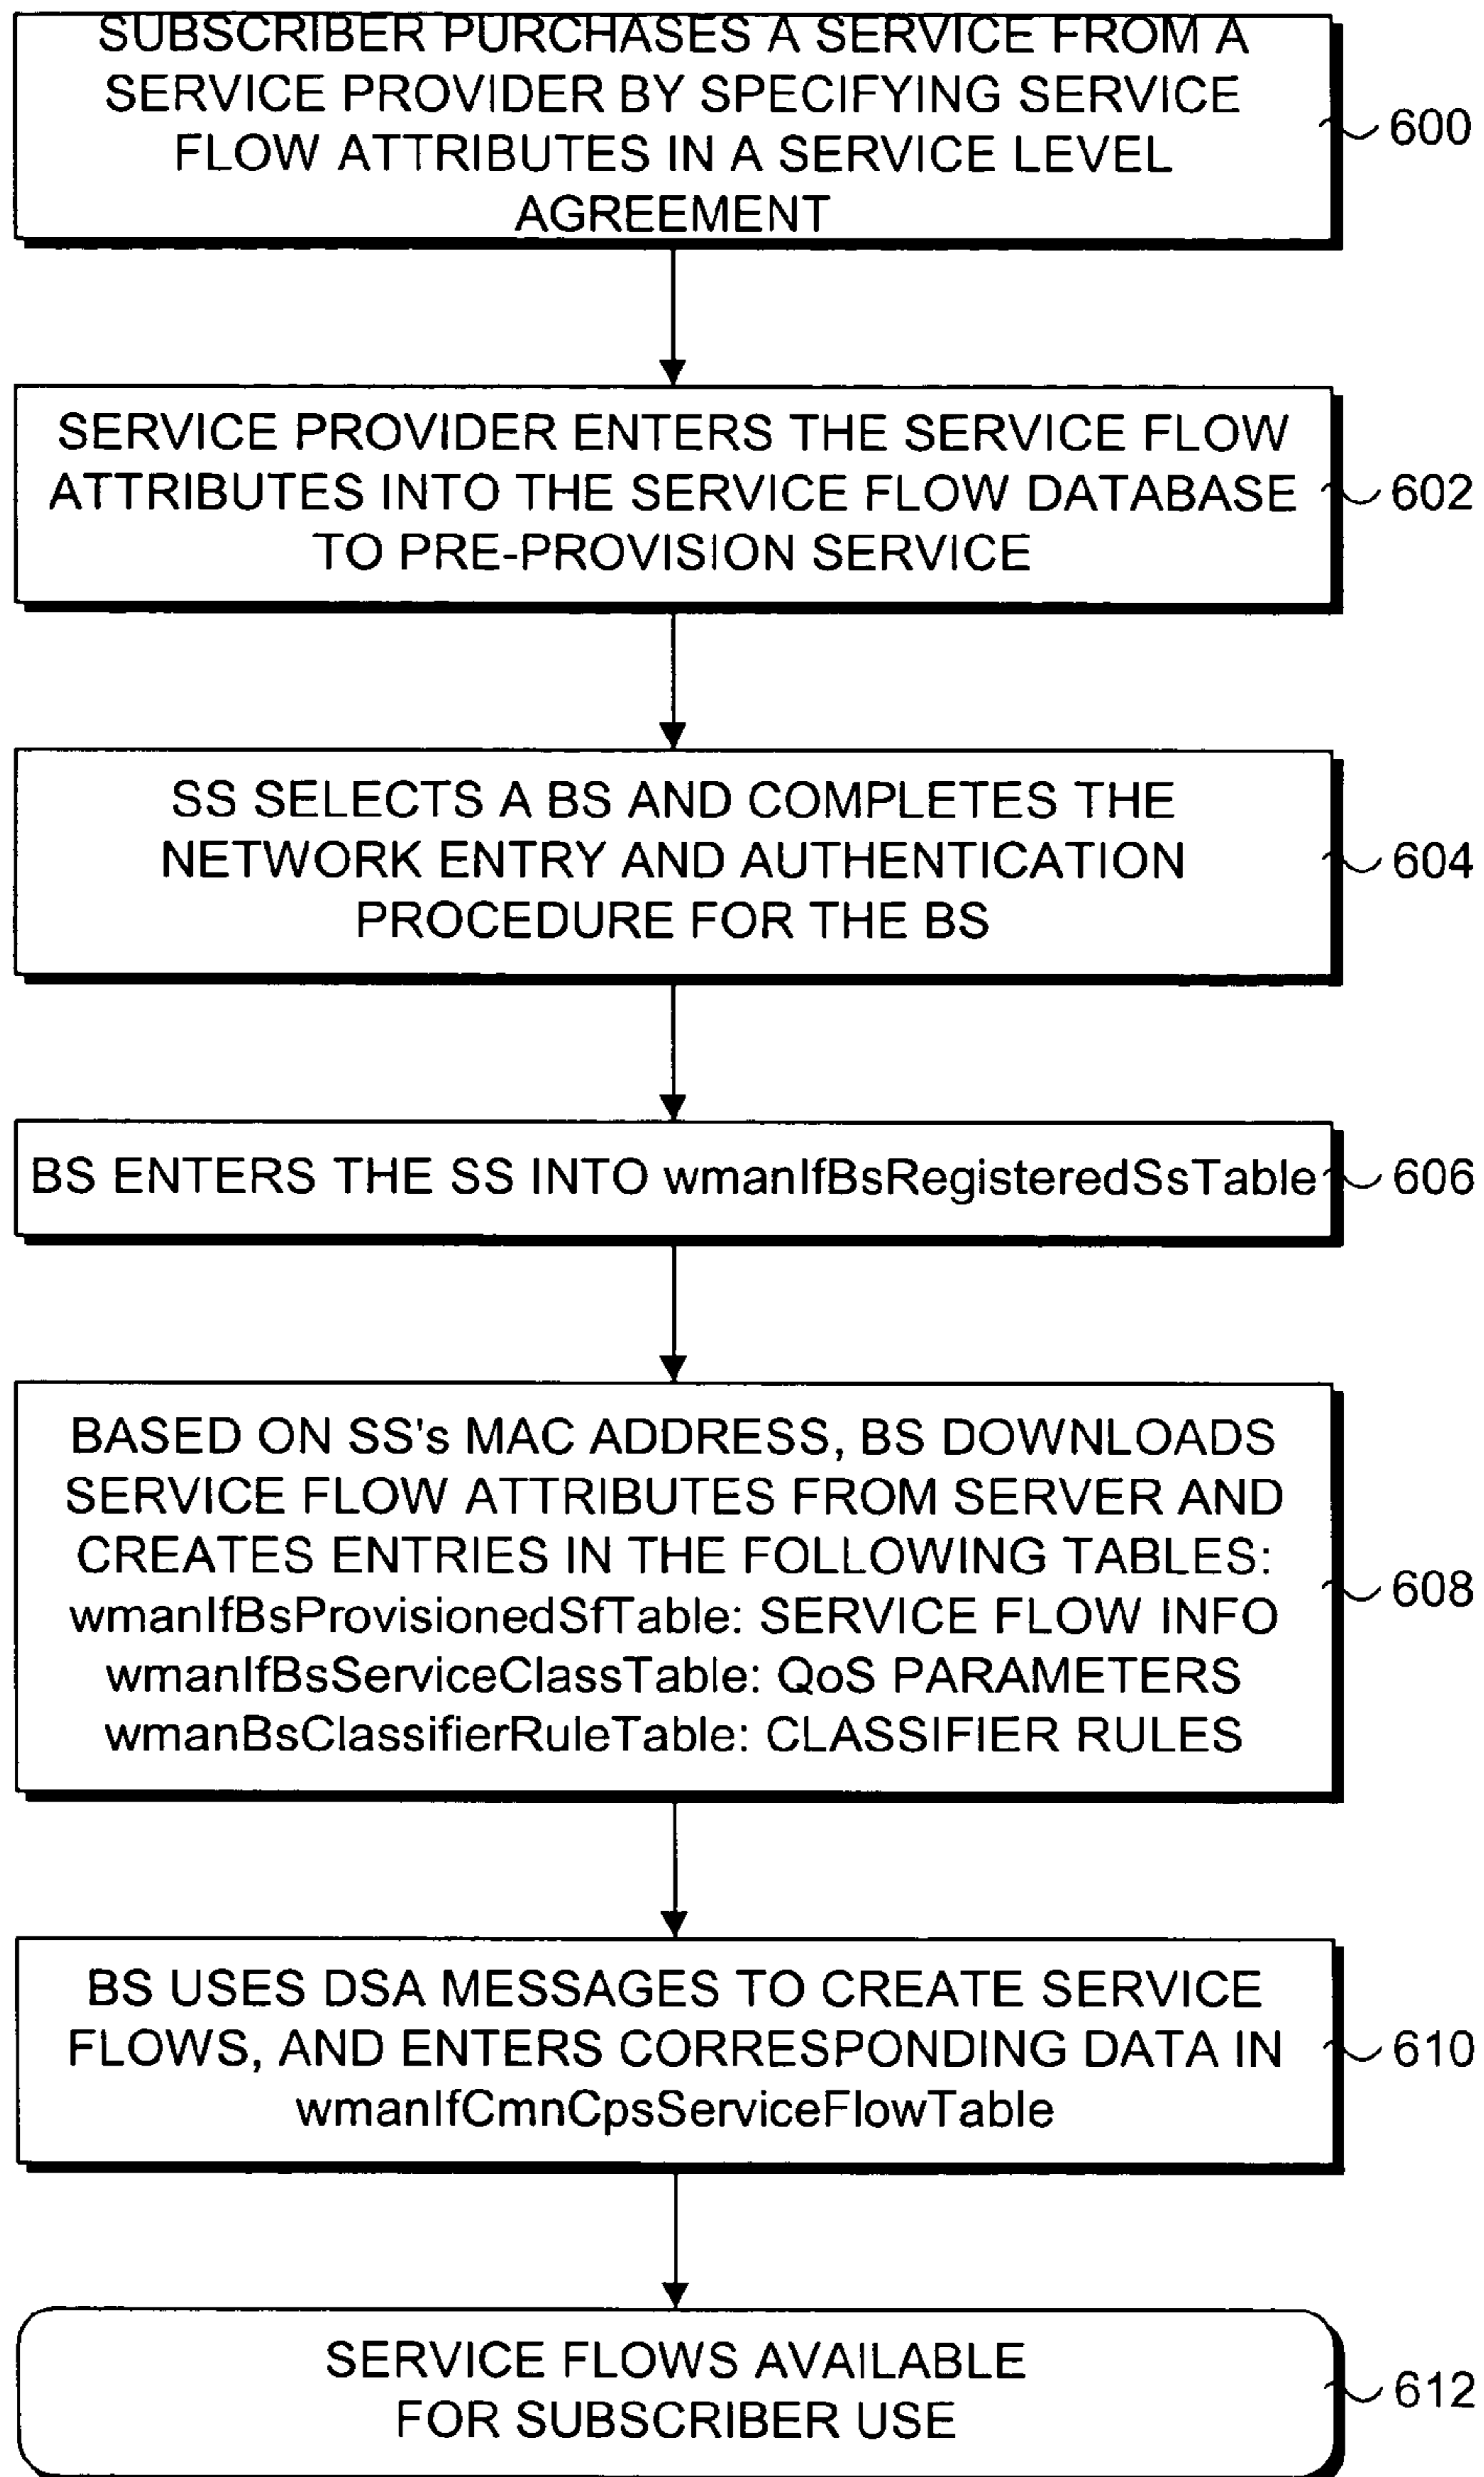 SUBSCRIBER PURCHASES A SERVICE FROM A
SERVICE PROVIDER BY SPECIFYING SERVICE
FLOW ATTRIBUTES IN A SERVICE LEVEL
AGREEMENT
600
SERVICE PROVIDER ENTERS THE SERVICE FLOW
ATTRIBUTES INTO THE SERVICE FLOW DATABASE
TO PRE-PROVISION SERVICE
602
SS SELECTS A BS AND COMPLETES THE
NETWORK ENTRY AND AUTHENTICATION
PROCEDURE FOR THE BS
604
BS ENTERS THE SS INTO wmanIfBsRegisteredSsTable
606
BASED ON SS's MAC ADDRESS, BS DOWNLOADS
SERVICE FLOW ATTRIBUTES FROM SERVER AND
CREATES ENTRIES IN THE FOLLOWING TABLES:
wmanIfBsProvisionedSfTable: SERVICE FLOW INFO
wmanIfBsServiceClassTable: QoS PARAMETERS
wmanBsClassifierRuleTable: CLASSIFIER RULES
608
BS USES DSA MESSAGES TO CREATE SERVICE
FLOWS, AND ENTERS CORRESPONDING DATA IN
wmanIfCmnCpsServiceFlowTable
610
SERVICE FLOWS AVAILABLE
FOR SUBSCRIBER USE
612